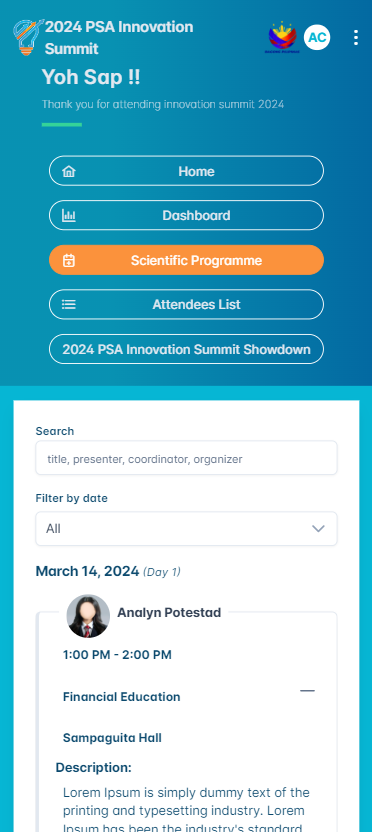 2024 PSA Innovation
Summit
AC
Yoh Sap !!
Thank you for attending innovation summit 2024
Home
Dashboard
Scientific Programme
Attendees List
2024 PSA Innovation Summit Showdown
Search
title, presenter, coordinator, organizer
Filter by date
All
March 14, 2024 (Day 1)
Analyn Potestad
1:00 PM - 2:00 PM
Financial Education
Sampaguita Hall
Description:
Lorem Ipsum is simply dummy text of the
printing and typesetting industry. Lorem
Ipsum has been the industry's standard